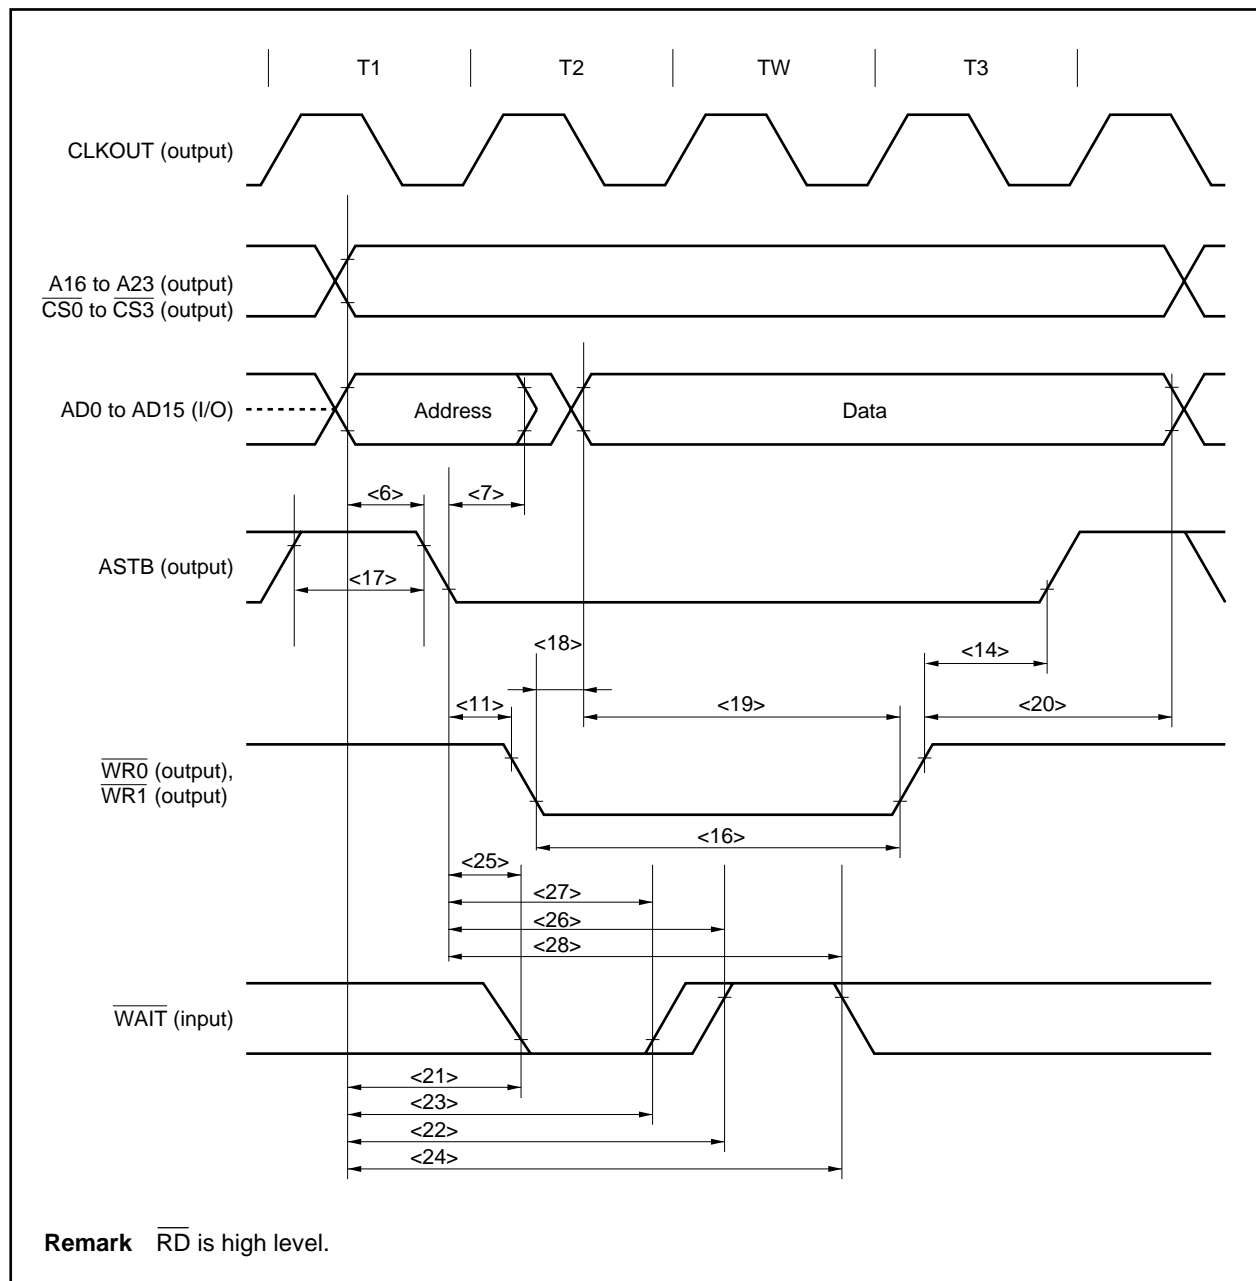 T1 T2 TW T3
CLKOUT (output)
A16 to A23 (output)
CS0 to CS3 (output)
AD0 to AD15 (I/O)
Address
Data
<6>
<7>
ASTB (output)
<17>
<18>
<14>
<11>
<19>
<20>
WR0 (output),
WR1 (output)
<16>
<25>
<27>
<26>
<28>
WAIT (input)
<21>
<23>
<22>
<24>
Remark RD is high level.